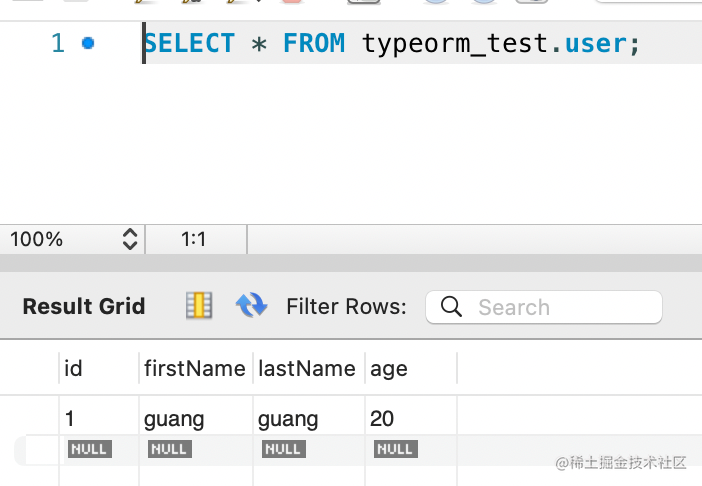 1 SELECT * FROM typeorm_test.user;
100% 1:1
Result Grid Filter Rows: Search
id firstName lastName age
1 guang guang 20
NULL NULL NULL NULL
@稀土掘金技术社区